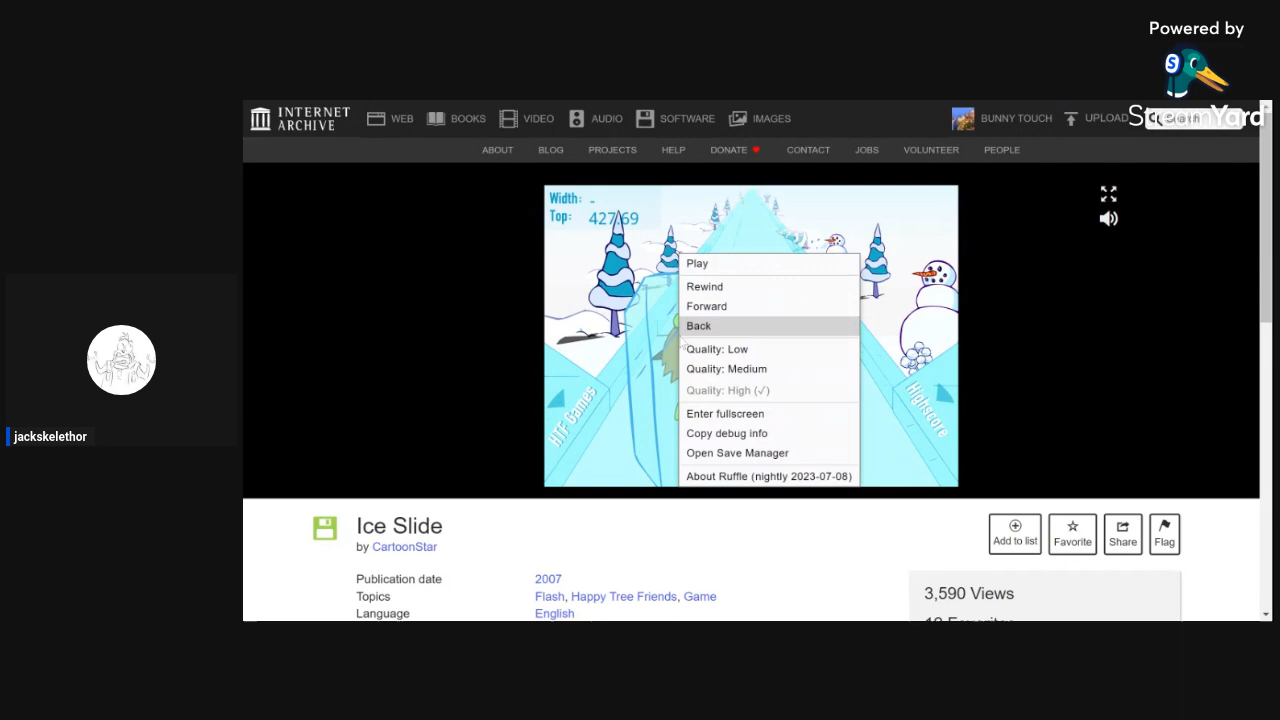 Powered by
StreamYard
INTERNET ARCHIVE
WEB BOOKS VIDEO AUDIO SOFTWARE IMAGES BUNNY TOUCH UPLOAD
ABOUT BLOG PROJECTS HELP DONATE CONTACT JOBS VOLUNTEER PEOPLE
Width: -
Top: 427.69
Play
Rewind
Forward
Back
Quality: Low
Quality: Medium
Quality: High (✓)
Enter fullscreen
Copy debug info
Open Save Manager
About Ruffle (nightly 2023-07-08)
HTF Games
Highscore
jackskelethor
Ice Slide
by CartoonStar
Add to list Favorite Share Flag
Publication date 2007
Topics Flash, Happy Tree Friends, Game
Language English
3,590 Views